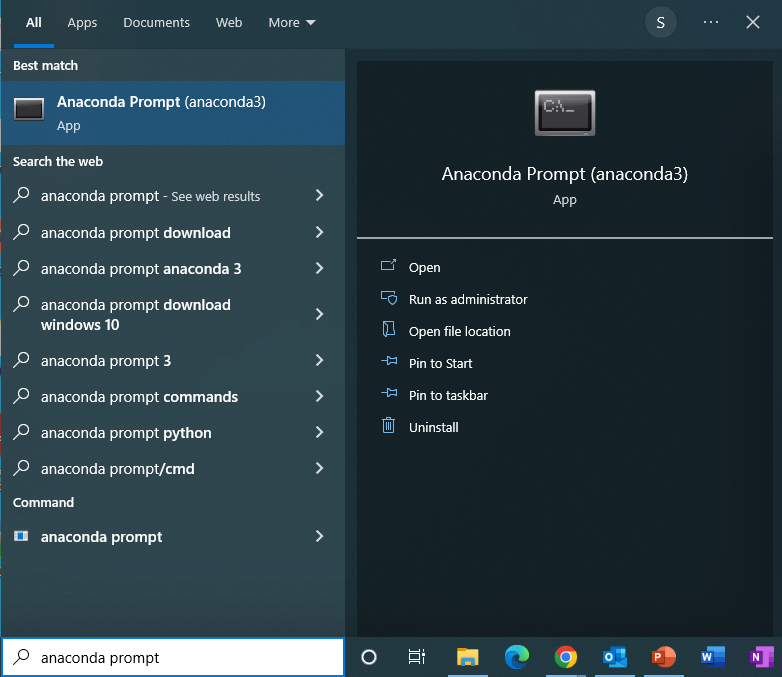 All Apps Documents Web More S ...
Best match
Anaconda Prompt (anaconda3)
App
Search the web
anaconda prompt - See web results
anaconda prompt download
anaconda prompt anaconda 3
anaconda prompt download
windows 10
anaconda prompt 3
anaconda prompt commands
anaconda prompt python
anaconda prompt/cmd
Command
anaconda prompt
anaconda prompt
C:\_
Anaconda Prompt (anaconda3)
App
Open
Run as administrator
Open file location
Pin to Start
Pin to taskbar
Uninstall
O P W N